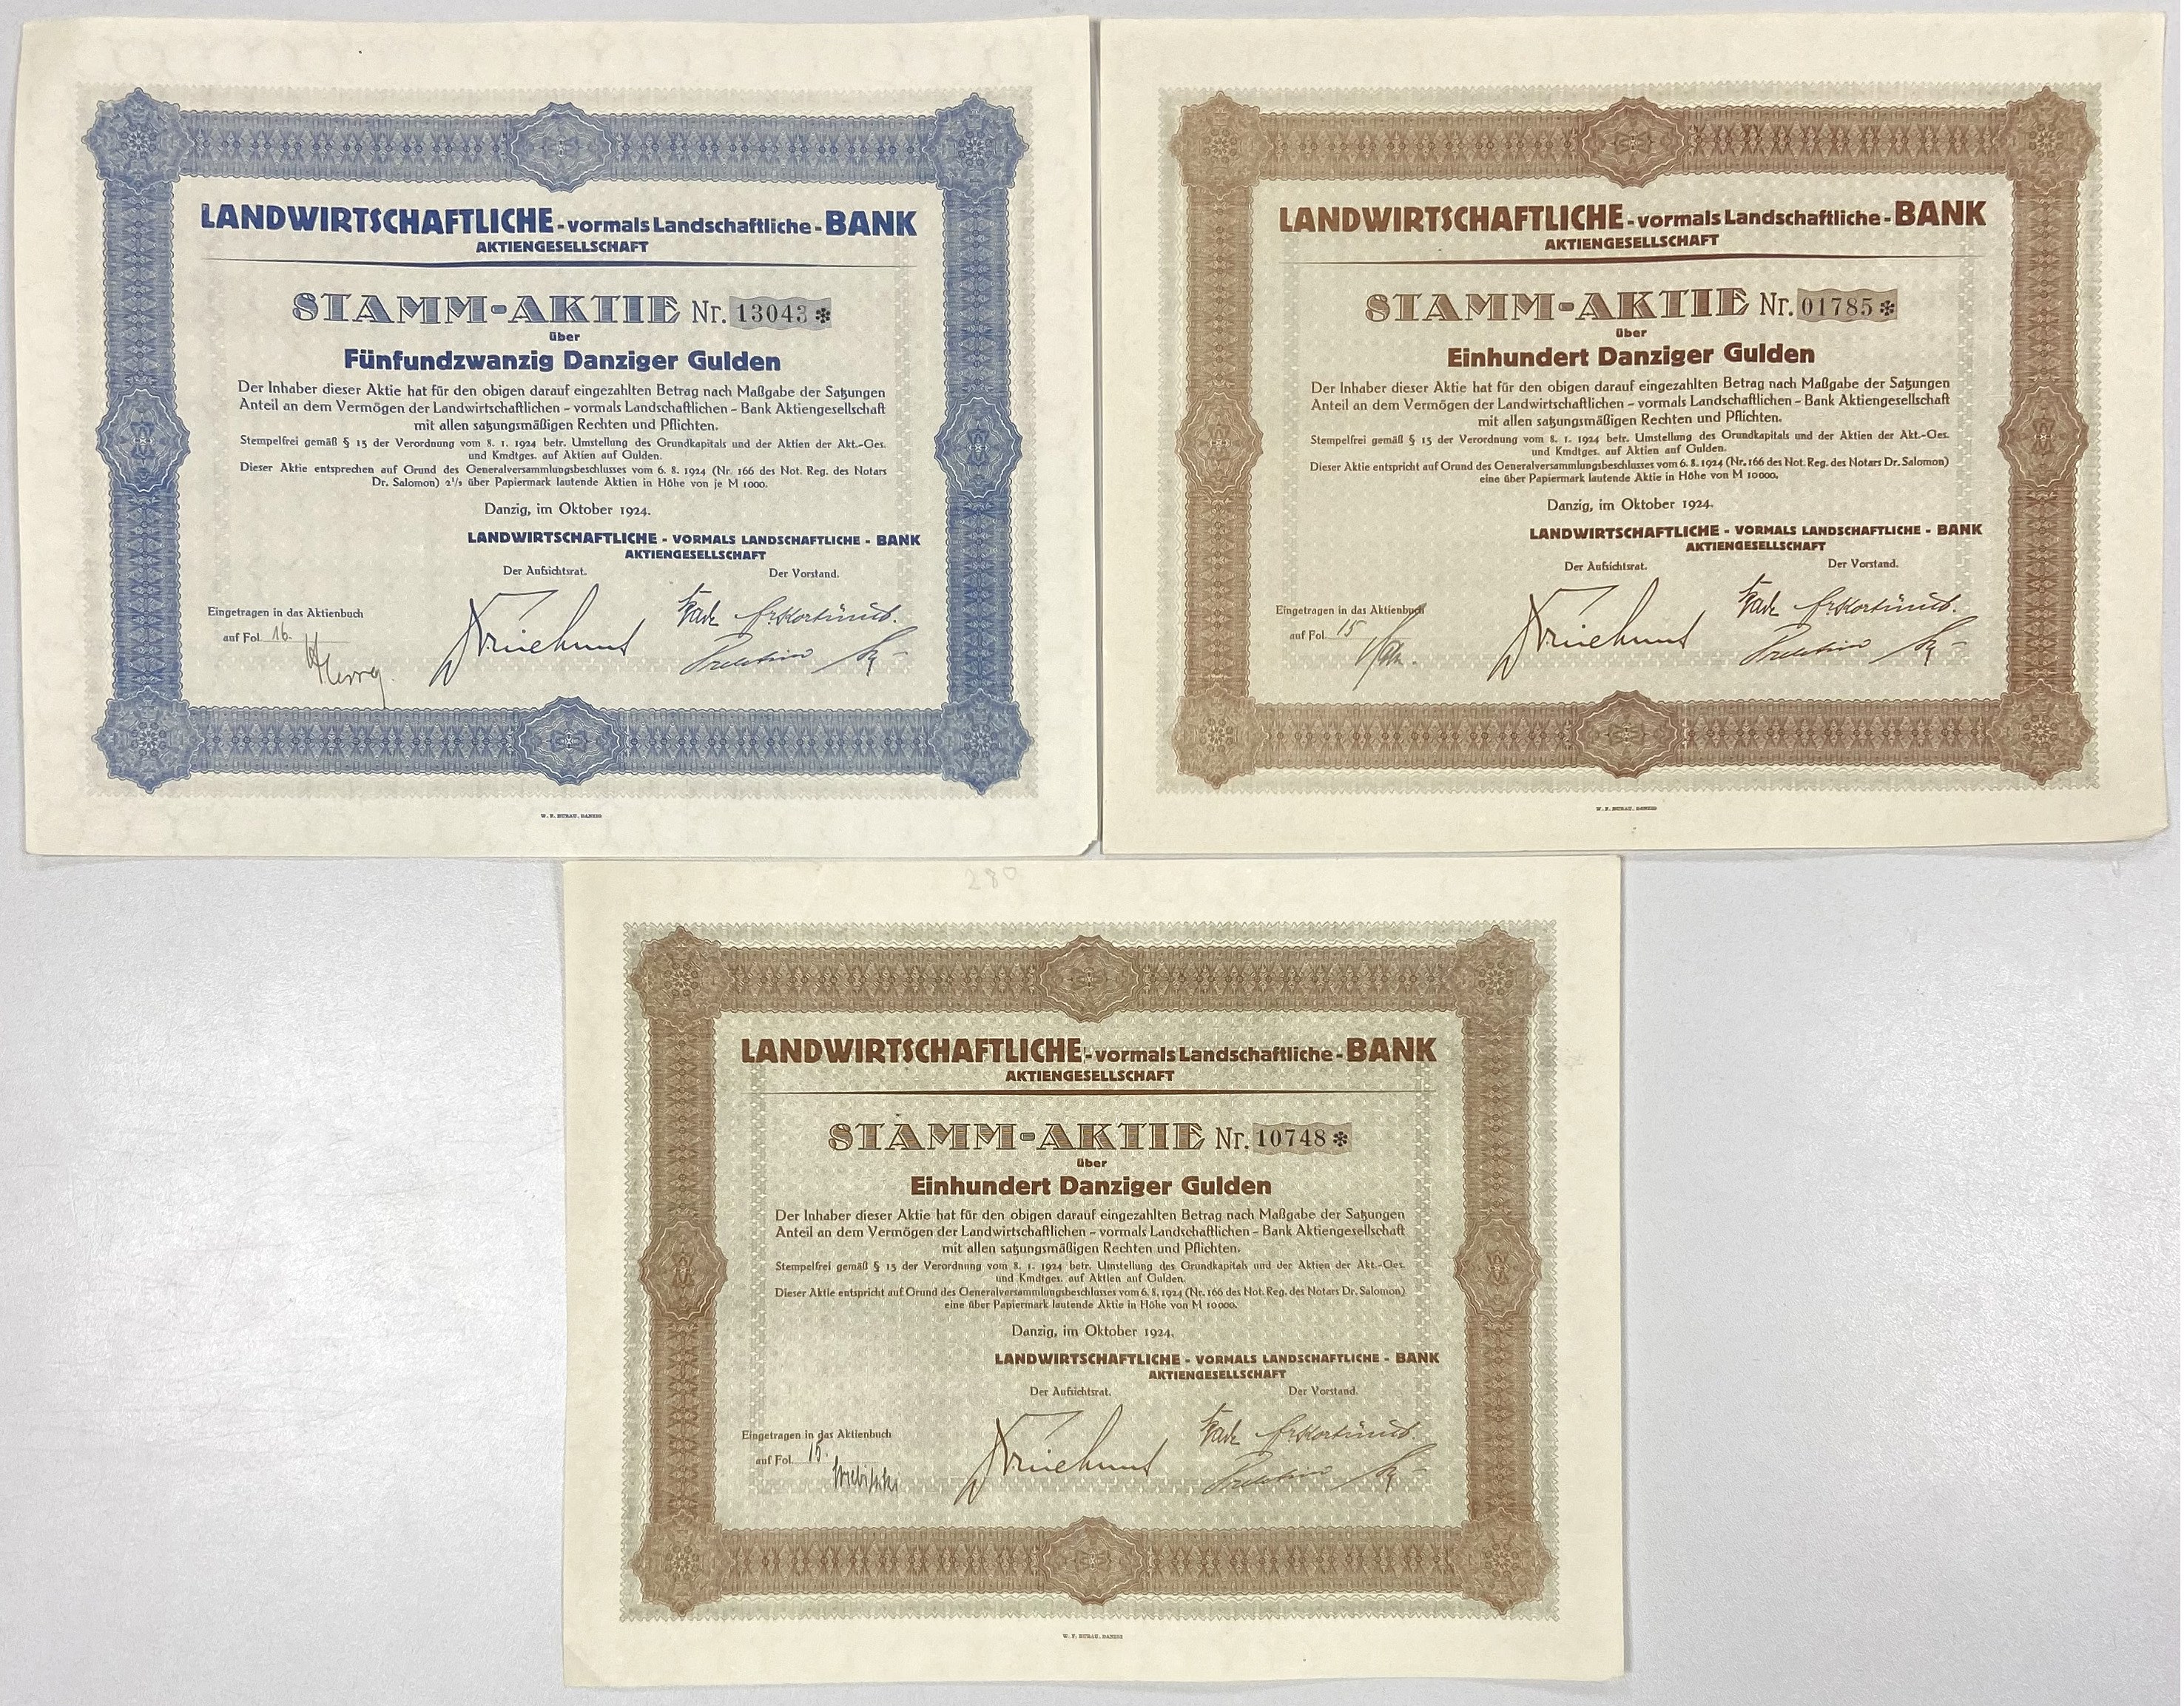 LANDWIRTSCHAFTLICHE - vormals Landschaftliche - BANK
AKTIENGESELLSCHAFT
STAMM-AKTIE Nr. 13043 *
über
Fünfundzwanzig Danziger Gulden
Der Inhaber dieser Aktie hat für den obigen darauf eingezahlten Betrag nach Maßgabe der Satzungen
Anteil an dem Vermögen der Landwirtschaftlichen - vormals Landschaftlichen - Bank Aktiengesellschaft
mit allen satzungsmäßigen Rechten und Pflichten.
Stempelfrei gemäß § 15 der Verordnung vom 8. 1. 1924 betr. Umstellung des Grundkapitals und der Aktien der Akt.-Ges.
und Kmdtges. auf Aktien auf Gulden.
Dieser Aktie entsprechen auf Grund des Generalversammlungsbeschlusses vom 6. 8. 1924 (Nr. 166 des Not. Reg. des Notars
Dr. Salomon) 2½ über Papiermark lautende Aktien in Höhe von je M 1000.
Danzig, im Oktober 1924.
LANDWIRTSCHAFTLICHE - VORMALS LANDSCHAFTLICHE - BANK
AKTIENGESELLSCHAFT
Der Aufsichtsrat. Der Vorstand.
Eingetragen in das Aktienbuch
auf Fol. 16.
W. F. BURAU. DANZIG
LANDWIRTSCHAFTLICHE - vormals Landschaftliche - BANK
AKTIENGESELLSCHAFT
STAMM-AKTIE Nr. 01785 *
über
Einhundert Danziger Gulden
Der Inhaber dieser Aktie hat für den obigen darauf eingezahlten Betrag nach Maßgabe der Satzungen
Anteil an dem Vermögen der Landwirtschaftlichen - vormals Landschaftlichen - Bank Aktiengesellschaft
mit allen satzungsmäßigen Rechten und Pflichten.
Stempelfrei gemäß § 15 der Verordnung vom 8. 1. 1924 betr. Umstellung des Grundkapitals und der Aktien der Akt.-Ges.
und Kmdtges. auf Aktien auf Gulden.
Dieser Aktie entspricht auf Grund des Generalversammlungsbeschlusses vom 6. 8. 1924 (Nr. 166 des Not. Reg. des Notars Dr. Salomon)
eine über Papiermark lautende Aktie in Höhe von M 10000.
Danzig, im Oktober 1924.
LANDWIRTSCHAFTLICHE - VORMALS LANDSCHAFTLICHE - BANK
AKTIENGESELLSCHAFT
Der Aufsichtsrat. Der Vorstand.
Eingetragen in das Aktienbuch
auf Fol. 15
W. F. BURAU. DANZIG
280
LANDWIRTSCHAFTLICHE - vormals Landschaftliche - BANK
AKTIENGESELLSCHAFT
STAMM-AKTIE Nr. 10748 *
über
Einhundert Danziger Gulden
Der Inhaber dieser Aktie hat für den obigen darauf eingezahlten Betrag nach Maßgabe der Satzungen
Anteil an dem Vermögen der Landwirtschaftlichen - vormals Landschaftlichen - Bank Aktiengesellschaft
mit allen satzungsmäßigen Rechten und Pflichten.
Stempelfrei gemäß § 15 der Verordnung vom 8. 1. 1924 betr. Umstellung des Grundkapitals und der Aktien der Akt.-Ges.
und Kmdtges. auf Aktien auf Gulden.
Dieser Aktie entspricht auf Grund des Generalversammlungsbeschlusses vom 6. 8. 1924 (Nr. 166 des Not. Reg. des Notars Dr. Salomon)
eine über Papiermark lautende Aktie in Höhe von M 10000.
Danzig, im Oktober 1924.
LANDWIRTSCHAFTLICHE - VORMALS LANDSCHAFTLICHE - BANK
AKTIENGESELLSCHAFT
Der Aufsichtsrat. Der Vorstand.
Eingetragen in das Aktienbuch
auf Fol. 15.
W. F. BURAU. DANZIG